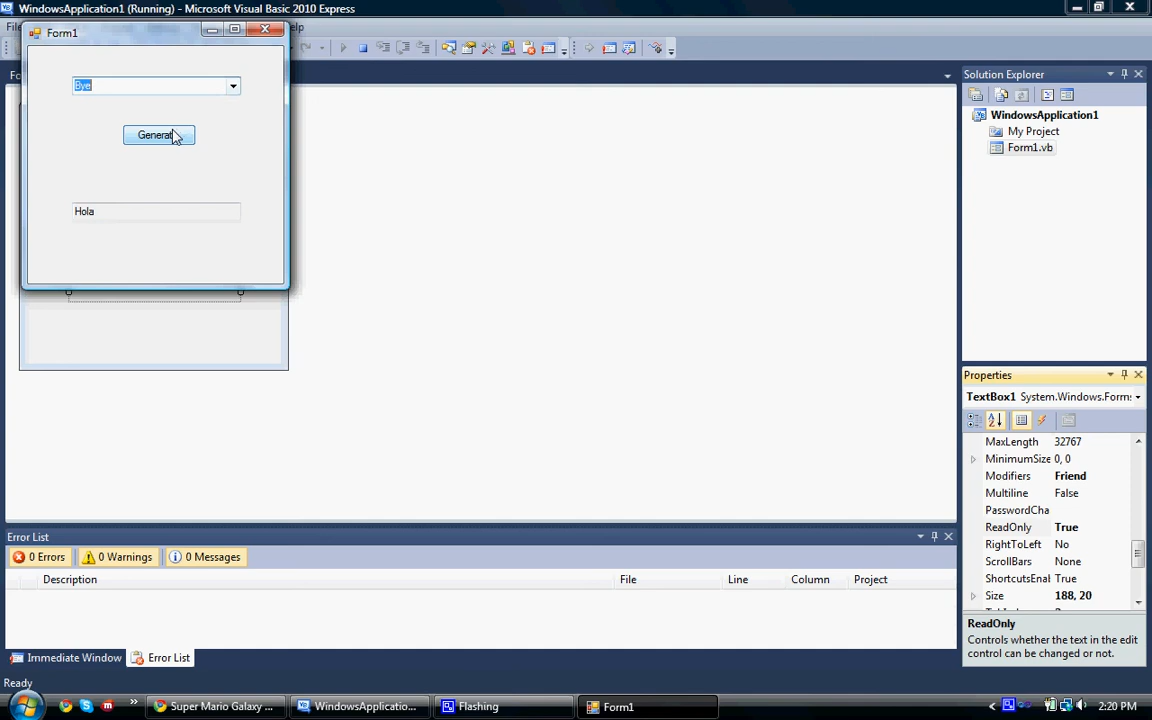 WindowsApplication1 (Running) - Microsoft Visual Basic 2010 Express
Form1
Bye
Generat
Hola
Solution Explorer
WindowsApplication1
My Project
Form1.vb
Properties
TextBox1 System.Windows.Form
MaxLength 32767
MinimumSize 0, 0
Modifiers Friend
Multiline False
PasswordCha
ReadOnly True
RightToLeft No
ScrollBars None
ShortcutsEnal True
Size 188, 20
ReadOnly
Controls whether the text in the edit
control can be changed or not.
Error List
0 Errors 0 Warnings 0 Messages
Description File Line Column Project
Immediate Window Error List
Ready
Super Mario Galaxy ... WindowsApplicatio... Flashing Form1 2:20 PM